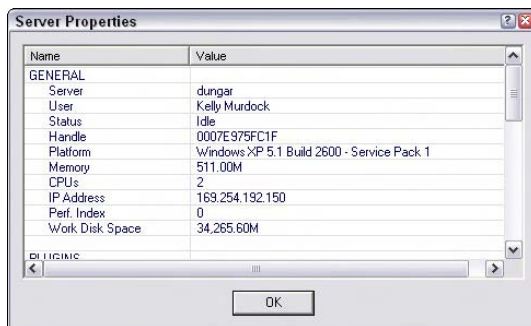 Server Properties
Name Value
GENERAL
Server dungar
User Kelly Murdock
Status Idle
Handle 0007E975FC1F
Platform Windows XP 5.1 Build 2600 - Service Pack 1
Memory 511.00M
CPUs 2
IP Address 169.254.192.150
Perf. Index 0
Work Disk Space 34,265.60M
PLUGINS
OK